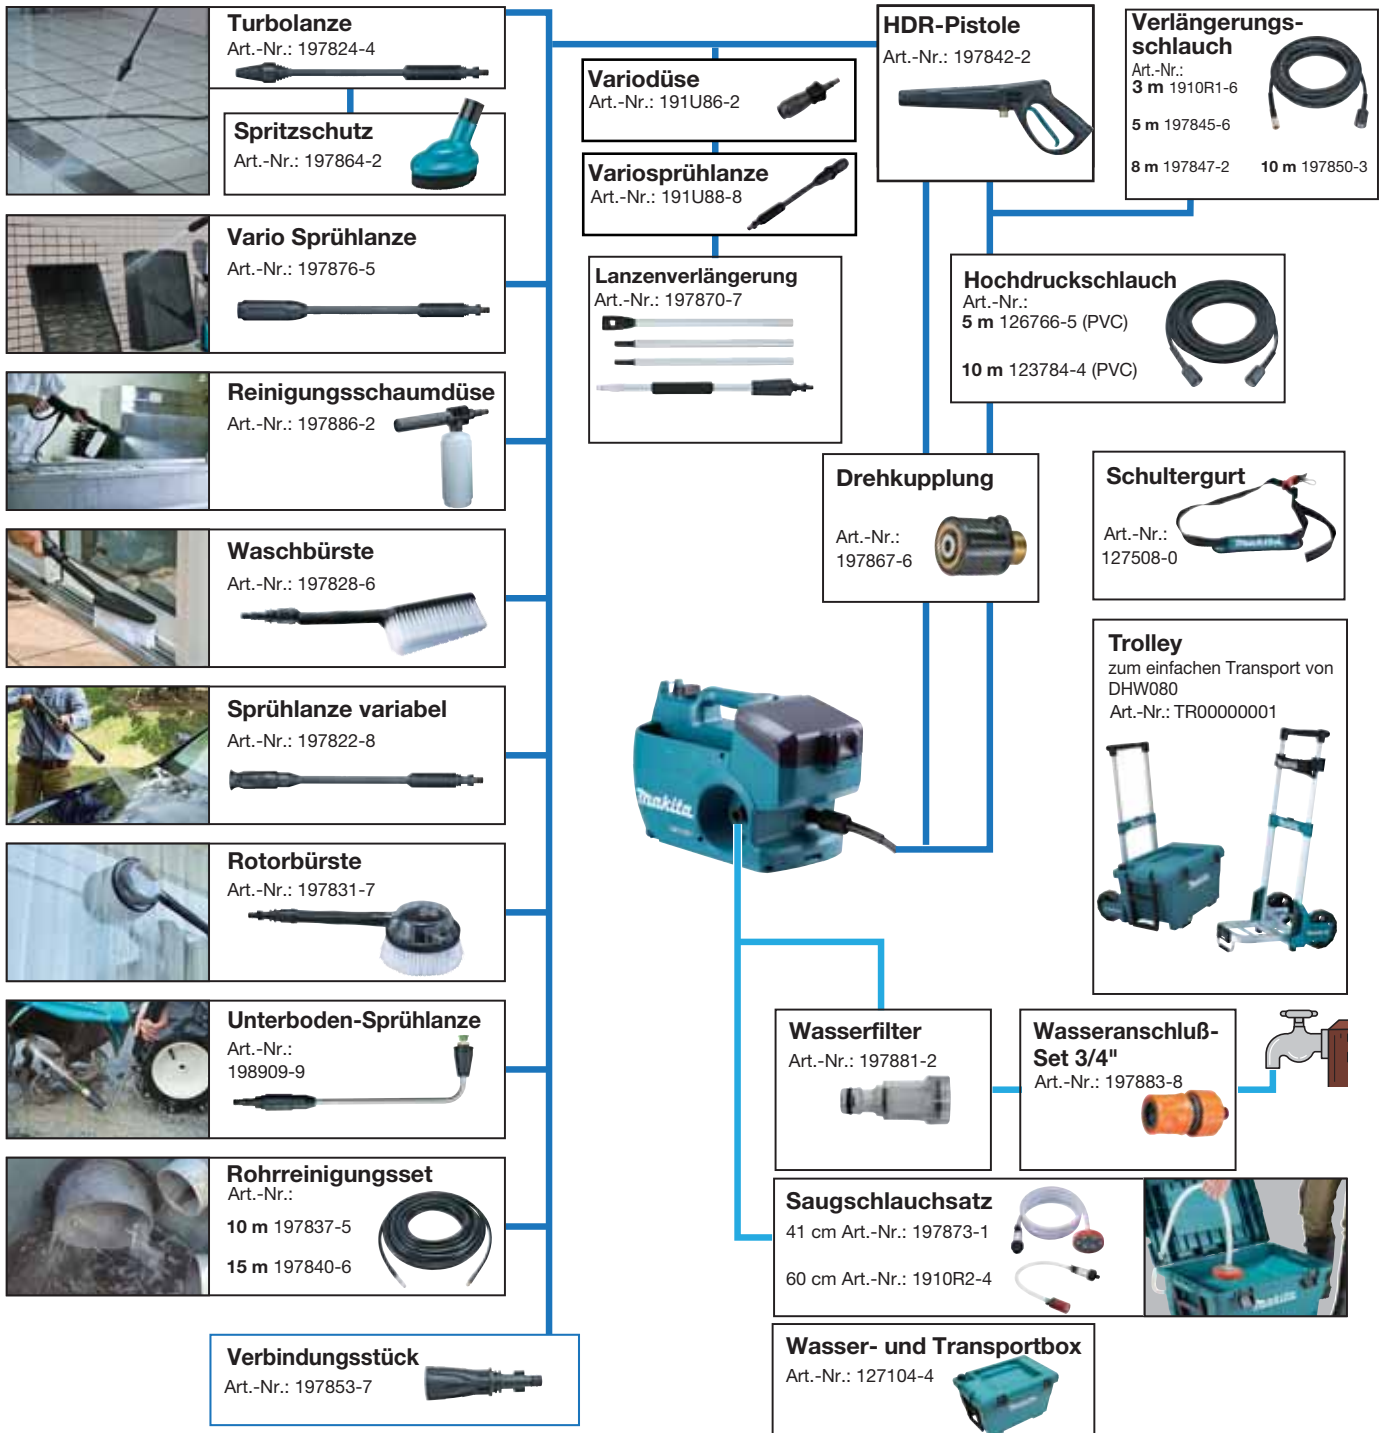 Turbolanze
Art.-Nr.: 197824-4
Spritzschutz
Art.-Nr.: 197864-2
Vario Sprühlanze
Art.-Nr.: 197876-5
Reinigungsschaumdüse
Art.-Nr.: 197886-2
Waschbürste
Art.-Nr.: 197828-6
Sprühlanze variabel
Art.-Nr.: 197822-8
Rotorbürste
Art.-Nr.: 197831-7
Unterboden-Sprühlanze
Art.-Nr.:
198909-9
Rohrreinigungsset
Art.-Nr.:
10 m 197837-5
15 m 197840-6
Verbindungsstück
Art.-Nr.: 197853-7
Variodüse
Art.-Nr.: 191U86-2
Variosprühlanze
Art.-Nr.: 191U88-8
Lanzenverlängerung
Art.-Nr.: 197870-7
HDR-Pistole
Art.-Nr.: 197842-2
Verlängerungs-
schlauch
Art.-Nr.:
3 m 1910R1-6
5 m 197845-6
8 m 197847-2 10 m 197850-3
Hochdruckschlauch
Art.-Nr.:
5 m 126766-5 (PVC)
10 m 123784-4 (PVC)
Drehkupplung
Art.-Nr.:
197867-6
Schultergurt
Art.-Nr.:
127508-0
makita
Trolley
zum einfachen Transport von
DHW080
Art.-Nr.: TR00000001
makita
Wasserfilter
Art.-Nr.: 197881-2
Wasseranschluß-
Set 3/4"
Art.-Nr.: 197883-8
Saugschlauchsatz
41 cm Art.-Nr.: 197873-1
60 cm Art.-Nr.: 1910R2-4
makita
Wasser- und Transportbox
Art.-Nr.: 127104-4